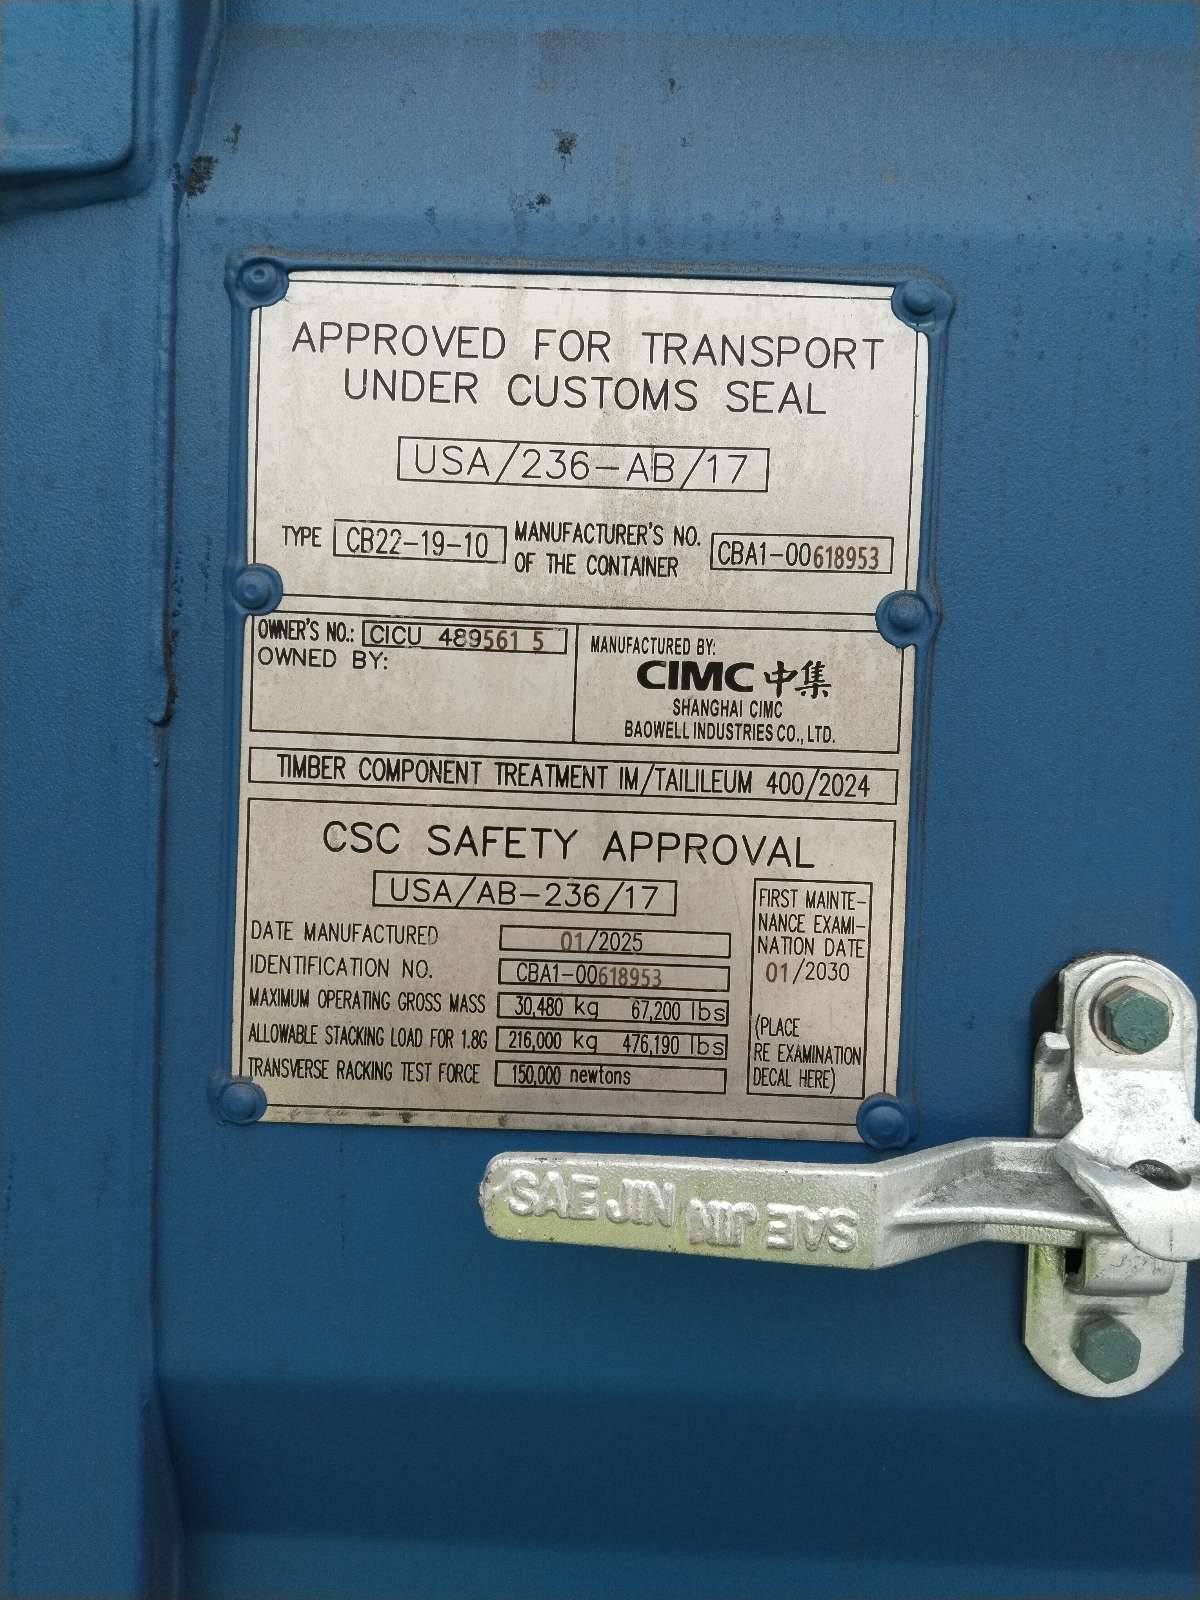 APPROVED FOR TRANSPORT
UNDER CUSTOMS SEAL
USA/236-AB/17
TYPE CB22-19-10 MANUFACTURER'S NO. OF THE CONTAINER CBA1-00618953
OWNER'S NO.: CICU 489561 5
OWNED BY:
MANUFACTURED BY:
CIMC 中集
SHANGHAI CIMC
BAOWELL INDUSTRIES CO., LTD.
TIMBER COMPONENT TREATMENT IM/TAILILEUM 400/2024
CSC SAFETY APPROVAL
USA/AB-236/17
DATE MANUFACTURED 01/2025
IDENTIFICATION NO. CBA1-00618953
MAXIMUM OPERATING GROSS MASS 30,480 kg 67,200 lbs
ALLOWABLE STACKING LOAD FOR 1.8G 216,000 kg 476,190 lbs
TRANSVERSE RACKING TEST FORCE 150,000 newtons
FIRST MAINTE-
NANCE EXAMI-
NATION DATE
01/2030
(PLACE
RE EXAMINATION
DECAL HERE)
SAE JIN SAE JIN